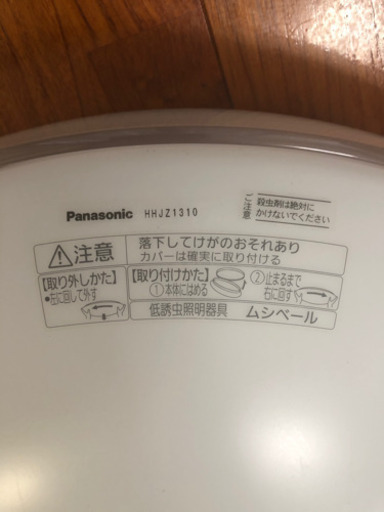 Panasonic HHJZ1310
ご注意
殺虫剤は絶対に
かけないでください
注意
落下してけがのおそれあり
カバーは確実に取り付ける
【取り外しかた】
●左に回して外す
【取り付けかた】
①本体にはめる
②止まるまで
右に回す
低誘虫照明器具 ムシベール